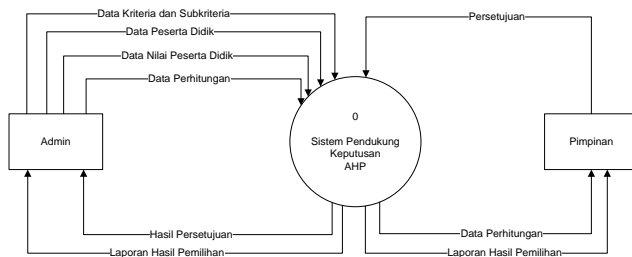 Data Kriteria dan Subkriteria
Persetujuan
Data Peserta Didik
Data Nilai Peserta Didik
Data Perhitungan
Admin
0
Sistem Pendukung
Keputusan
AHP
Pimpinan
Hasil Persetujuan
Data Perhitungan
Laporan Hasil Pemilihan
Laporan Hasil Pemilihan